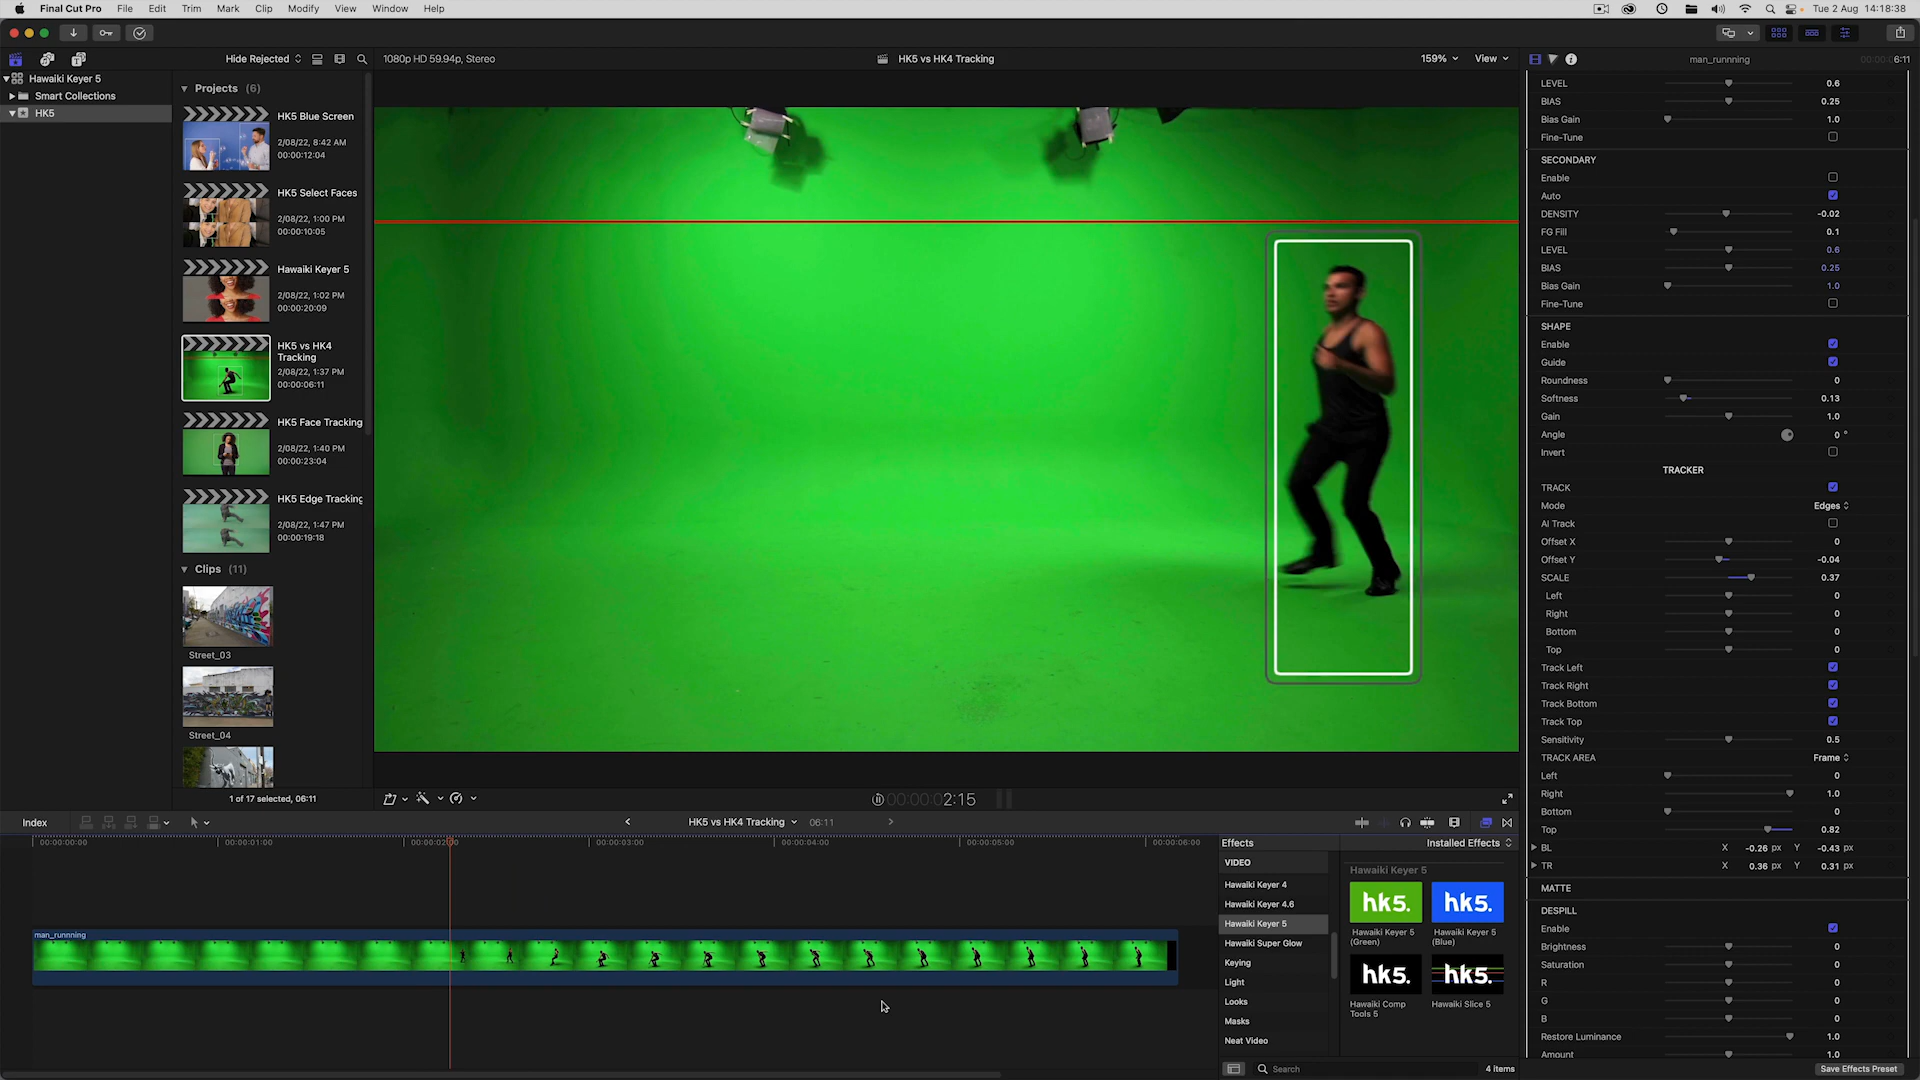 Final Cut Pro File Edit Trim Mark Clip Modify View Window Help
Tue 2 Aug 14:18:38
Hide Rejected
1080p HD 59.94p, Stereo
HK5 vs HK4 Tracking
159%
View
man_runnning
6:11
Hawaiki Keyer 5
Smart Collections
HK5
Projects (6)
HK5 Blue Screen
2/08/22, 8:42 AM
00:00:12:04
HK5 Select Faces
2/08/22, 1:00 PM
00:00:10:05
Hawaiki Keyer 5
2/08/22, 1:02 PM
00:00:20:09
HK5 vs HK4
Tracking
2/08/22, 1:37 PM
00:00:06:11
HK5 Face Tracking
2/08/22, 1:40 PM
00:00:23:04
HK5 Edge Tracking
2/08/22, 1:47 PM
00:00:19:18
Clips (11)
Street_03
Street_04
1 of 17 selected, 06:11
00:00:00:02:15
LEVEL 0.6
BIAS 0.25
Bias Gain 1.0
Fine-Tune
SECONDARY
Enable
Auto
DENSITY -0.02
FG Fill 0.1
LEVEL 0.6
BIAS 0.25
Bias Gain 1.0
Fine-Tune
SHAPE
Enable
Guide
Roundness 0
Softness 0.13
Gain 1.0
Angle 0 °
Invert
TRACKER
TRACK
Mode Edges
AI Track
Offset X 0
Offset Y -0.04
SCALE 0.37
Left 0
Right 0
Bottom 0
Top 0
Track Left
Track Right
Track Bottom
Track Top
Sensitivity 0.5
TRACK AREA Frame
Left 0
Right 1.0
Bottom 0
Top 0.82
BL X -0.26 px Y -0.43 px
TR X 0.36 px Y 0.31 px
MATTE
DESPILL
Enable
Brightness 0
Saturation 0
R 0
G 0
B 0
Restore Luminance 1.0
Amount 1.0
Save Effects Preset
Index
HK5 vs HK4 Tracking
06:11
00:00:00:00
00:00:01:00
00:00:03:00
00:00:04:00
00:00:05:00
00:00:06:00
man_runnning
Effects
Installed Effects
VIDEO
Hawaiki Keyer 4
Hawaiki Keyer 4.6
Hawaiki Keyer 5
Hawaiki Super Glow
Keying
Light
Looks
Masks
Neat Video
Hawaiki Keyer 5
hk5.
hk5.
Hawaiki Keyer 5
(Green)
Hawaiki Keyer 5
(Blue)
hk5.
hk5.
Hawaiki Comp
Tools 5
Hawaiki Slice 5
Search
4 items